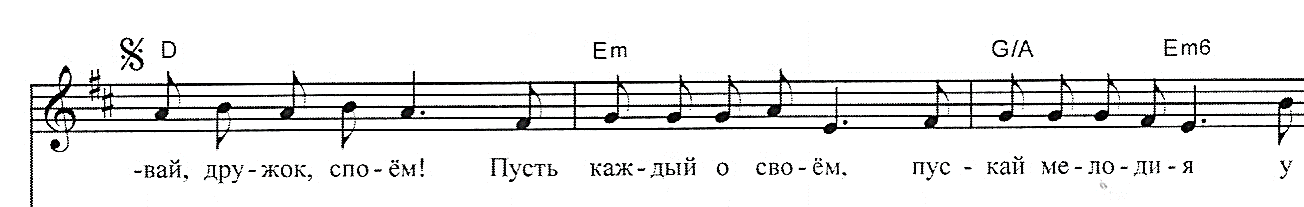 D Em G/A Em6
-вай, дру-жок, спо-ём! Пусть каж-дый о сво-ём, пус-кай ме-ло-ди-я у